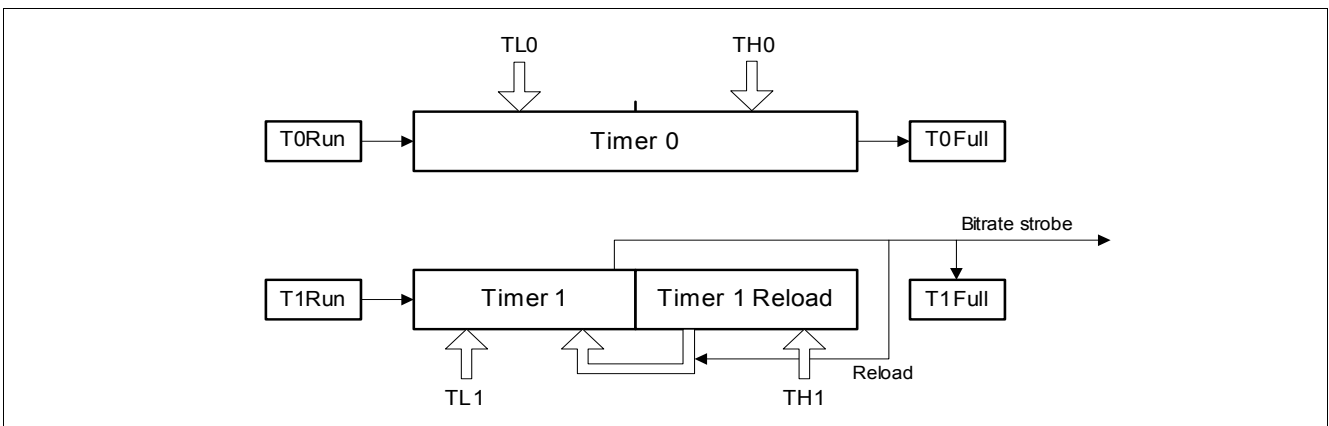 TL0 TH0
T0Run Timer 0 T0Full
Bitrate strobe
T1Run Timer 1 Timer 1 Reload T1Full
Reload
TL1 TH1